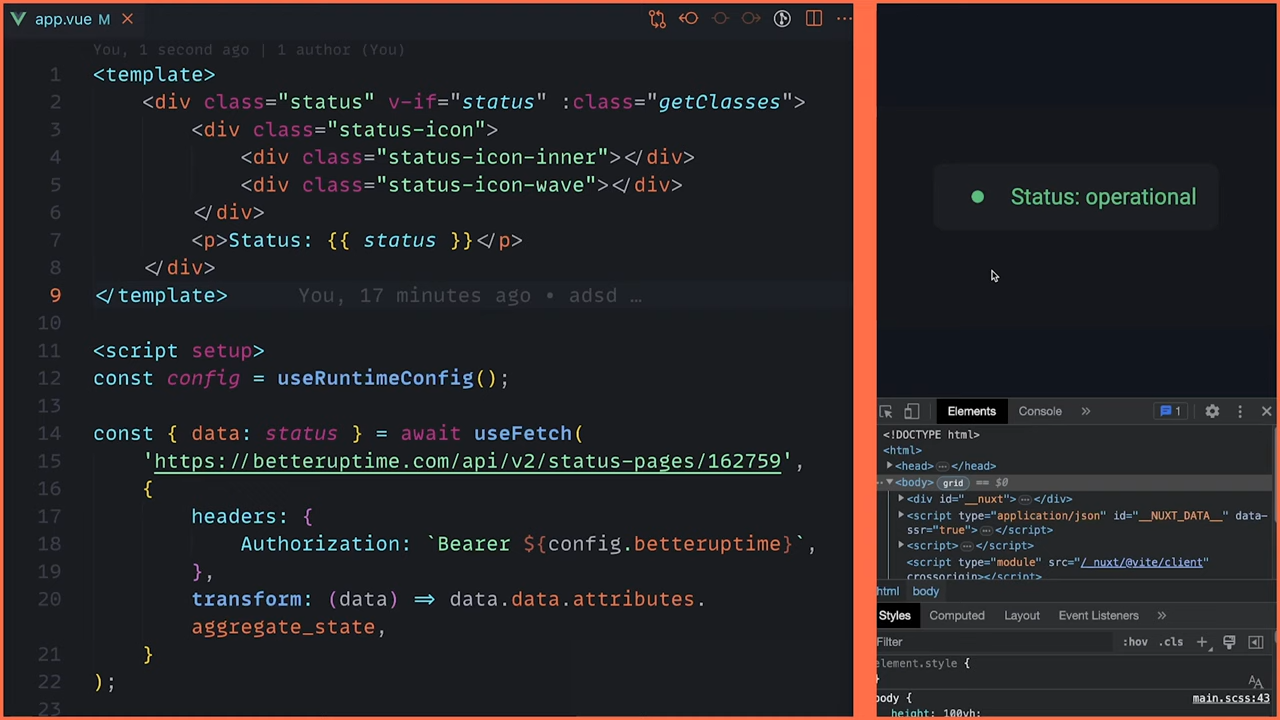 app.vue M
You, 1 second ago | 1 author (You)
1 <template>
2 <div class="status" v-if="status" :class="getClasses">
3 <div class="status-icon">
4 <div class="status-icon-inner"></div>
5 <div class="status-icon-wave"></div>
6 </div>
7 <p>Status: {{ status }}</p>
8 </div>
9 </template> You, 17 minutes ago • adsd …
10
11 <script setup>
12 const config = useRuntimeConfig();
13
14 const { data: status } = await useFetch(
15 'https://betteruptime.com/api/v2/status-pages/162759',
16 {
17 headers: {
18 Authorization: `Bearer ${config.betteruptime}`,
19 },
20 transform: (data) => data.data.attributes.
aggregate_state,
21 }
22 );
23
Status: operational
Elements Console » 1
<!DOCTYPE html>
<html>
<head> … </head>
<body> grid == $0
<div id="__nuxt"> … </div>
<script type="application/json" id="__NUXT_DATA__" data-
ssr="true"> … </script>
<script> … </script>
<script type="module" src="/_nuxt/@vite/client"
crossorigin></script>
html body
Styles Computed Layout Event Listeners »
Filter :hov .cls +
element.style {
}
body { main.scss:43
height: 100vh;